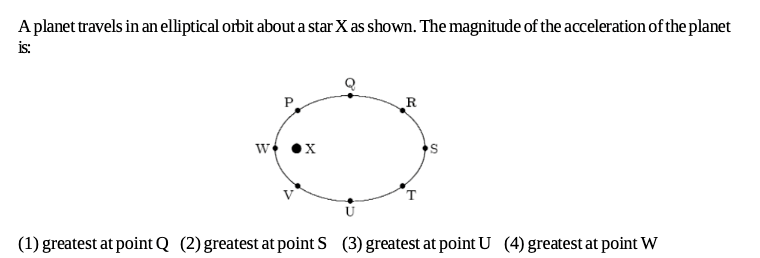 A planet travels in an elliptical orbit about a star X as shown. The magnitude of the acceleration of the planet
is:
Q
P
R
W
X
S
V
T
U
(1) greatest at point Q (2) greatest at point S (3) greatest at point U (4) greatest at point W